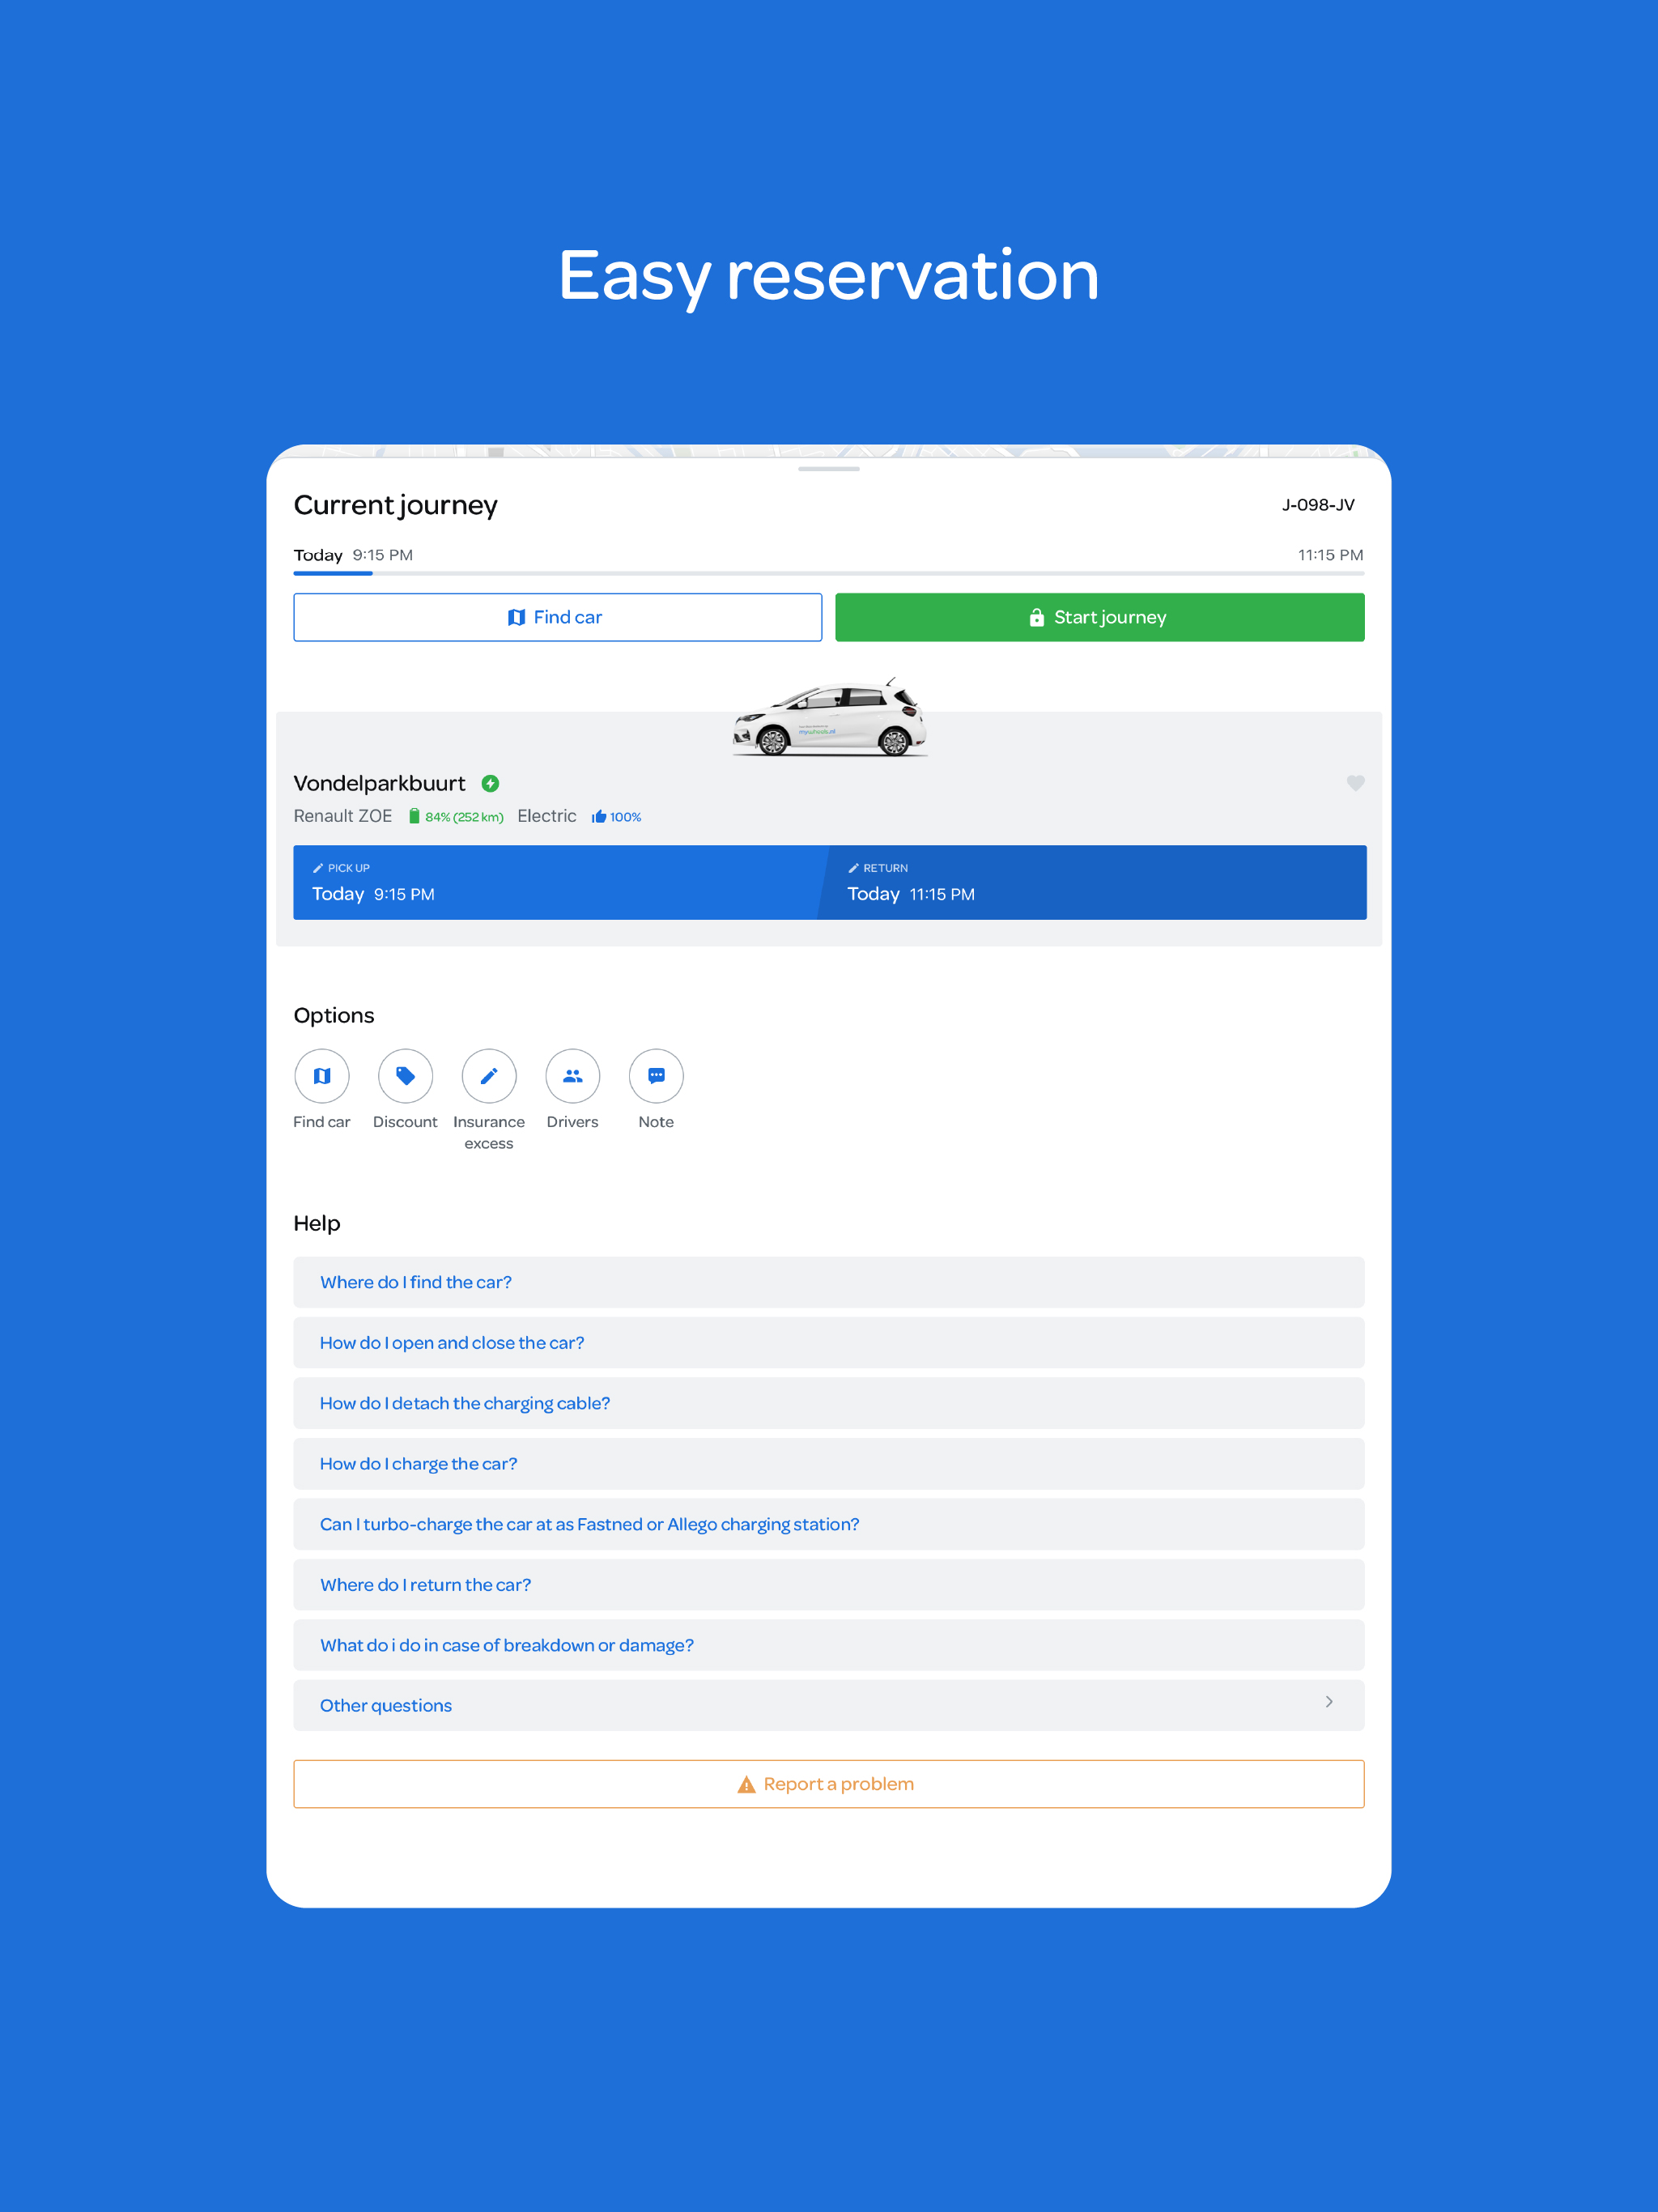 Easy reservation
Current journey
J-098-JV
Today 9:15 PM
11:15 PM
Find car
Start journey
mywheels.nl
Vondelparkbuurt
Renault ZOE 84% (252 km) Electric 100%
PICK UP
Today 9:15 PM
RETURN
Today 11:15 PM
Options
Find car
Discount
Insurance
excess
Drivers
Note
Help
Where do I find the car?
How do I open and close the car?
How do I detach the charging cable?
How do I charge the car?
Can I turbo-charge the car at as Fastned or Allego charging station?
Where do I return the car?
What do i do in case of breakdown or damage?
Other questions
Report a problem